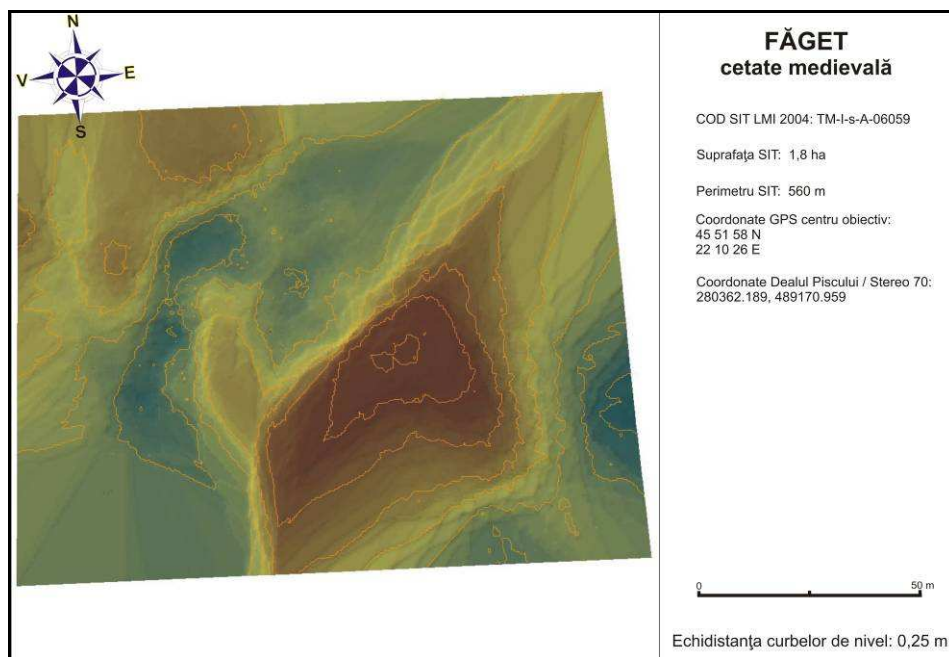 N
V E
S
FĂGET
cetate medievală
COD SIT LMI 2004: TM-I-s-A-06059
Suprafaţa SIT: 1,8 ha
Perimetru SIT: 560 m
Coordonate GPS centru obiectiv:
45 51 58 N
22 10 26 E
Coordonate Dealul Piscului / Stereo 70:
280362.189, 489170.959
0 50 m
Echidistanţa curbelor de nivel: 0,25 m